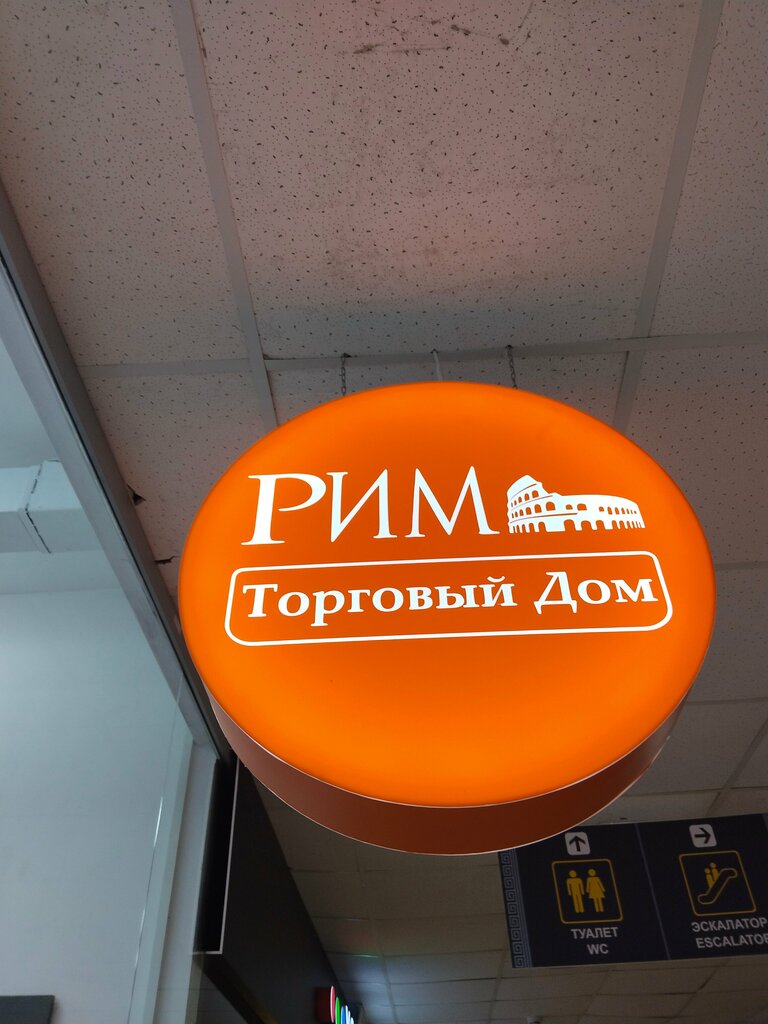 РИМ
Торговый Дом
ТУАЛЕТ
WC
ЭСКАЛАТОР
ESCALATOR